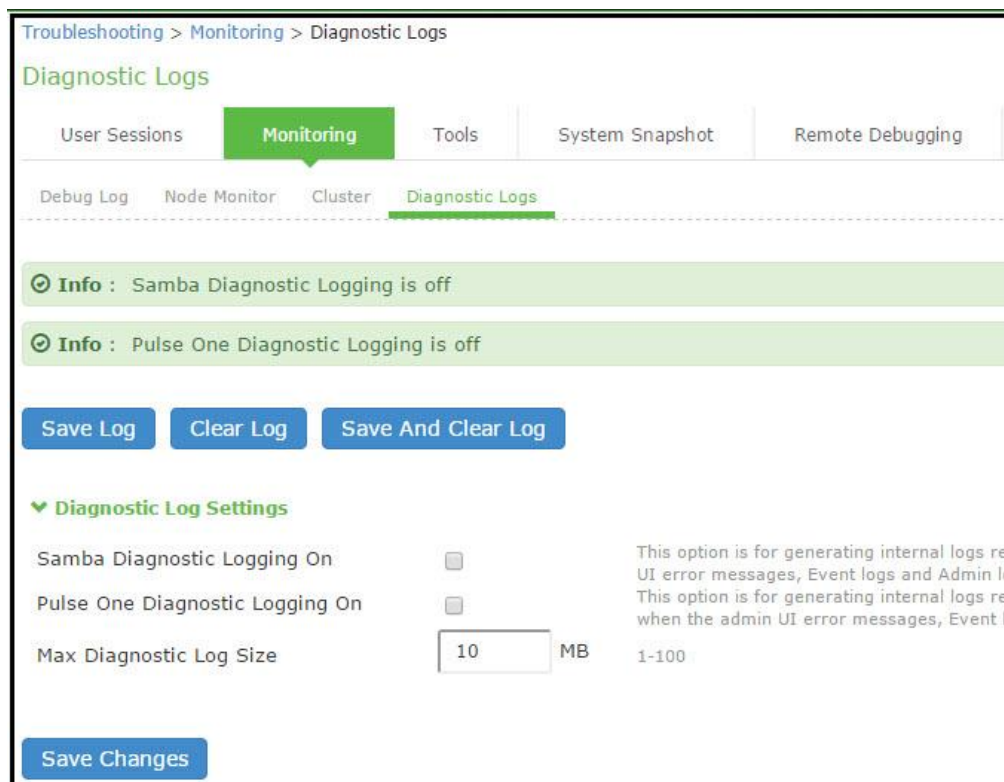 Troubleshooting > Monitoring > Diagnostic Logs
Diagnostic Logs
User Sessions Monitoring Tools System Snapshot Remote Debugging
Debug Log Node Monitor Cluster Diagnostic Logs
Info : Samba Diagnostic Logging is off
Info : Pulse One Diagnostic Logging is off
Save Log Clear Log Save And Clear Log
Diagnostic Log Settings
Samba Diagnostic Logging On
This option is for generating internal logs
UI error messages, Event logs and Admin
Pulse One Diagnostic Logging On
This option is for generating internal logs
when the admin UI error messages, Event
Max Diagnostic Log Size 10 MB 1-100
Save Changes